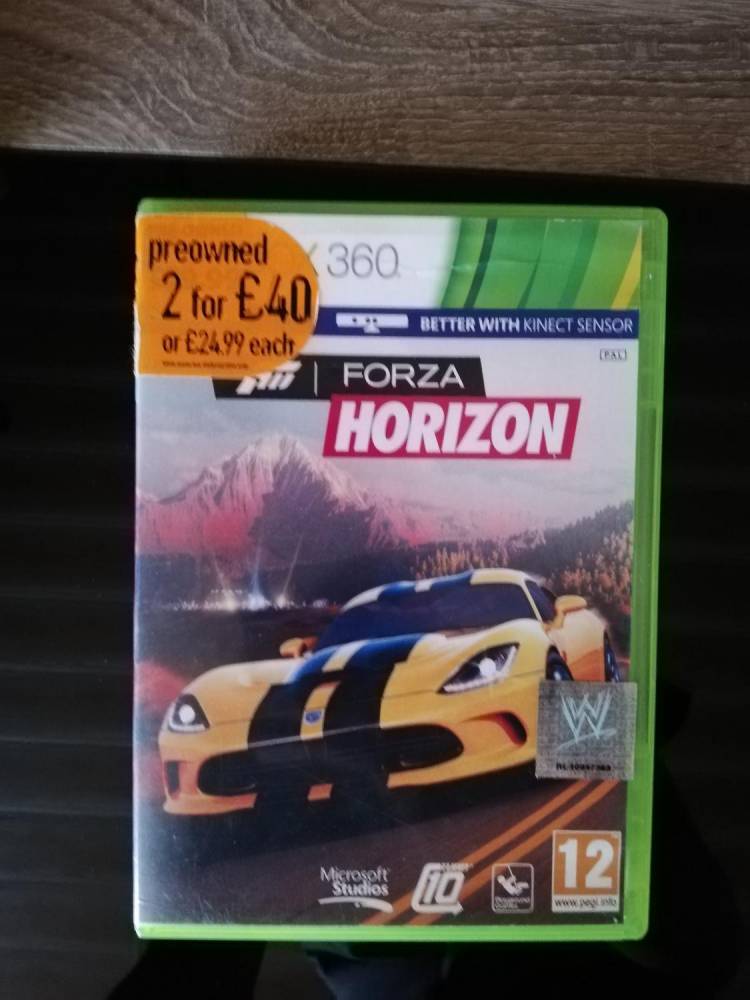 preowned
2 for £40
or £24.99 each
360
BETTER WITH KINECT SENSOR
PAL
FORZA
HORIZON
W
Microsoft
Studios
10
12
www.pegi.info